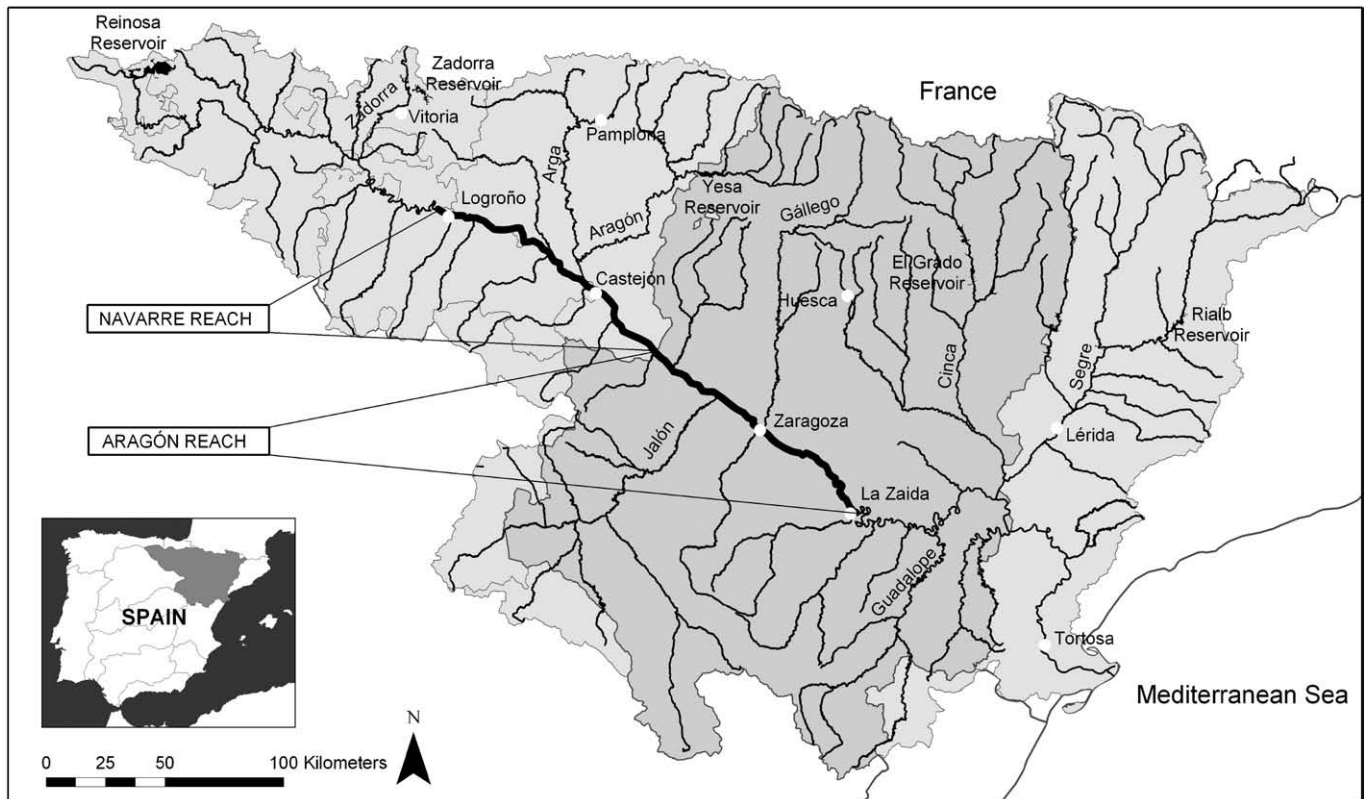 Reinosa
Reservoir
Zadorra
Zadorra
Reservoir
Vitoria
France
Pamplona
Arga
Yesa
Reservoir
Logroño
Aragón
Gállego
El Grado
Reservoir
Castejón
Huesca
NAVARRE REACH
Rialb
Reservoir
Cinca
Segre
ARAGÓN REACH
Zaragoza
Lérida
Jalón
La Zaida
Guadalope
SPAIN
Tortosa
Mediterranean Sea
N
0 25 50 100 Kilometers